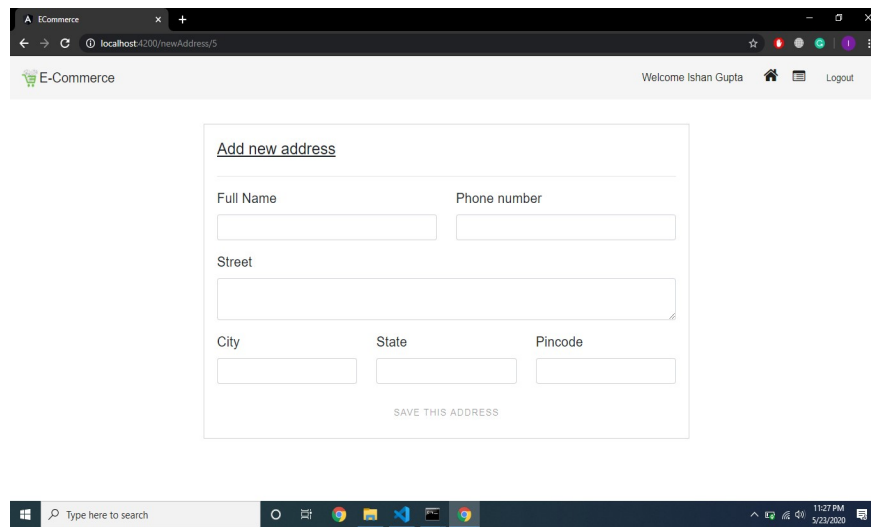 ECommerce
localhost:4200/newAddress/5
E-Commerce
Welcome Ishan Gupta
Logout
Add new address
Full Name
Phone number
Street
City
State
Pincode
SAVE THIS ADDRESS
Type here to search
11:27 PM
5/23/2020